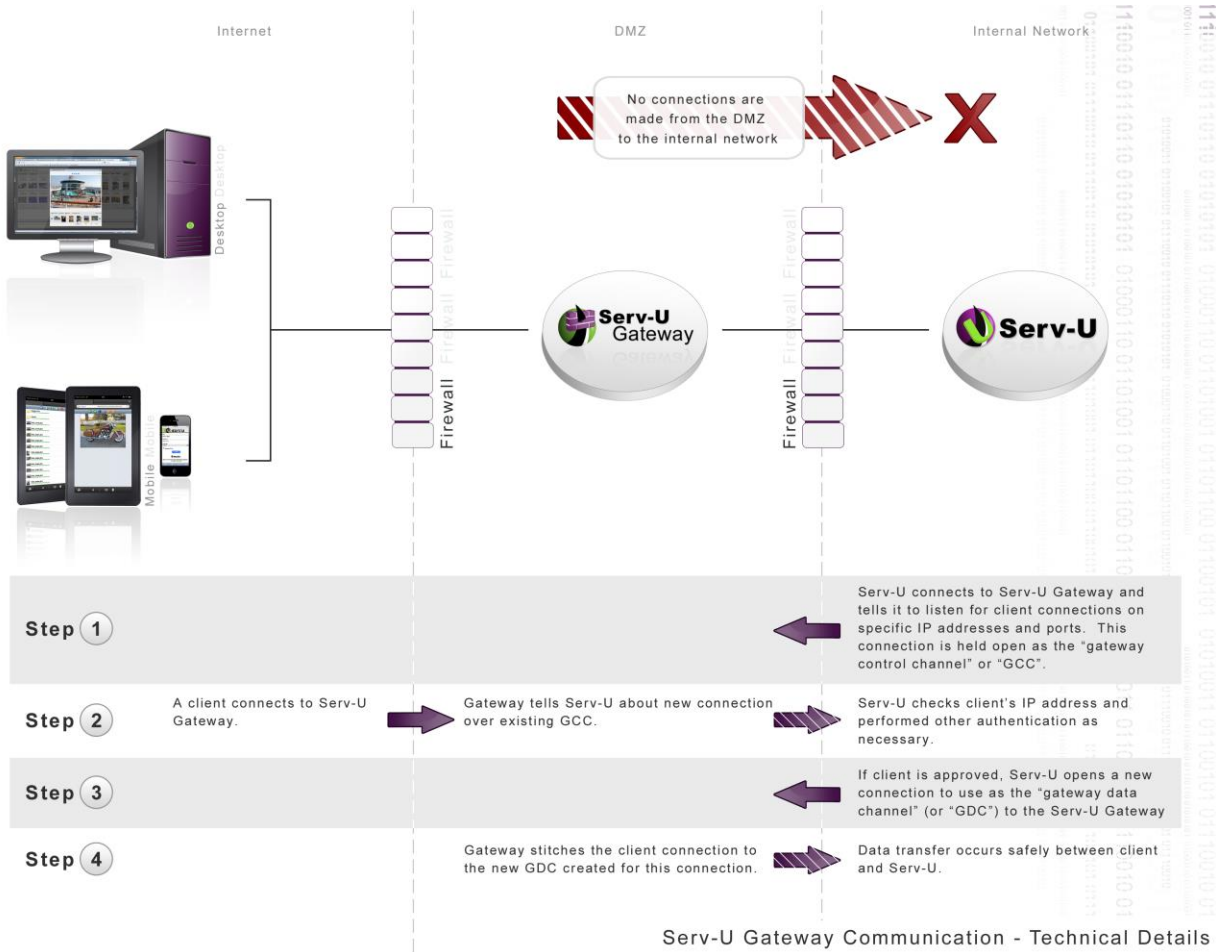 Internet
DMZ
Internal Network
No connections are
made from the DMZ
to the internal network
Desktop Desktop
Firewall Firewall Firewall
Firewall Firewall Firewall
Serv-U
Gateway
Serv-U
Mobile Mobile
Step 1
Serv-U connects to Serv-U Gateway and
tells it to listen for client connections on
specific IP addresses and ports. This
connection is held open as the “gateway
control channel” or “GCC”.
Step 2
A client connects to Serv-U
Gateway.
Gateway tells Serv-U about new connection
over existing GCC.
Serv-U checks client’s IP address and
performed other authentication as
necessary.
Step 3
If client is approved, Serv-U opens a new
connection to use as the “gateway data
channel” (or “GDC”) to the Serv-U Gateway
Step 4
Gateway stitches the client connection to
the new GDC created for this connection.
Data transfer occurs safely between client
and Serv-U.
Serv-U Gateway Communication - Technical Details